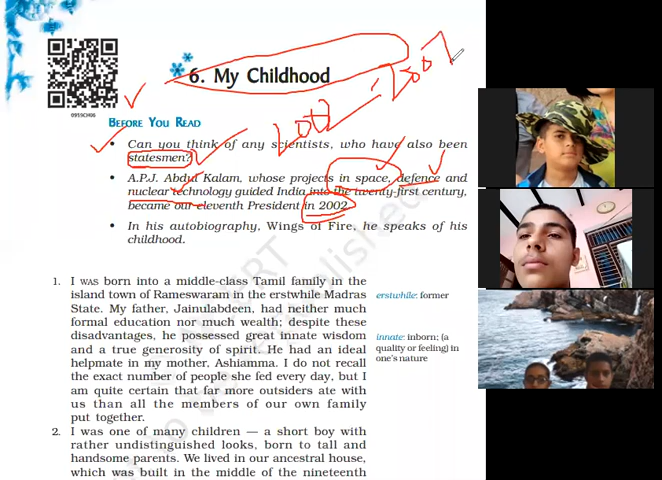 6. My Childhood
0959CH06
2002 - 2007
BEFORE YOU READ
• Can you think of any scientists, who have also been
statesmen?
• A.P.J. Abdul Kalam, whose projects in space, defence and
nuclear technology guided India into the twenty-first century,
became our eleventh President in 2002.
• In his autobiography, Wings of Fire, he speaks of his
childhood.
1. I WAS born into a middle-class Tamil family in the
island town of Rameswaram in the erstwhile Madras
State. My father, Jainulabdeen, had neither much
formal education nor much wealth; despite these
disadvantages, he possessed great innate wisdom
and a true generosity of spirit. He had an ideal
helpmate in my mother, Ashiamma. I do not recall
the exact number of people she fed every day, but I
am quite certain that far more outsiders ate with
us than all the members of our own family
put together.
erstwhile: former
innate: inborn; (a
quality or feeling) in
one's nature
2. I was one of many children — a short boy with
rather undistinguished looks, born to tall and
handsome parents. We lived in our ancestral house,
which was built in the middle of the nineteenth